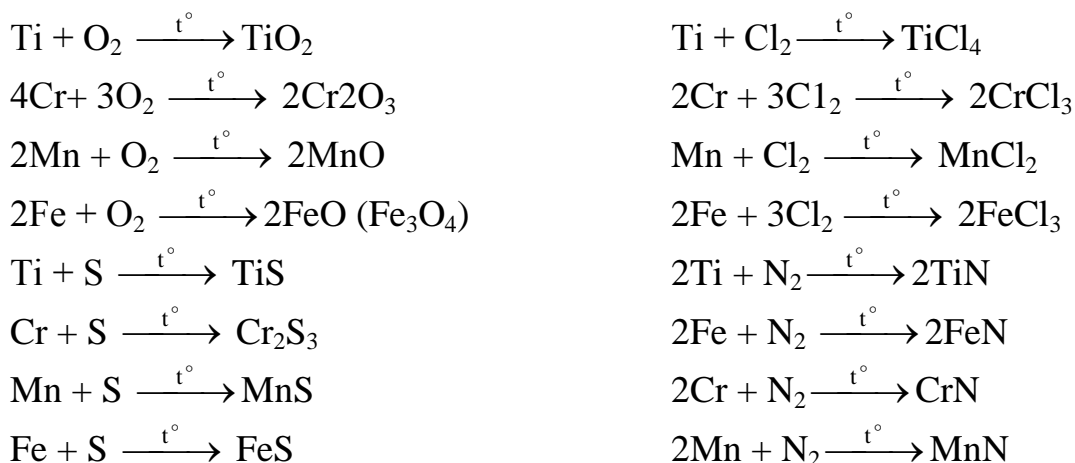 Ti + O₂ —t°→ TiO₂
4Cr+ 3O₂ —t°→ 2Cr2O₃
2Mn + O₂ —t°→ 2MnO
2Fe + O₂ —t°→ 2FeO (Fe₃O₄)
Ti + S —t°→ TiS
Cr + S —t°→ Cr₂S₃
Mn + S —t°→ MnS
Fe + S —t°→ FeS
Ti + Cl₂ —t°→ TiCl₄
2Cr + 3C1₂ —t°→ 2CrCl₃
Mn + Cl₂ —t°→ MnCl₂
2Fe + 3Cl₂ —t°→ 2FeCl₃
2Ti + N₂ —t°→ 2TiN
2Fe + N₂ —t°→ 2FeN
2Cr + N₂ —t°→ CrN
2Mn + N₂ —t°→ MnN